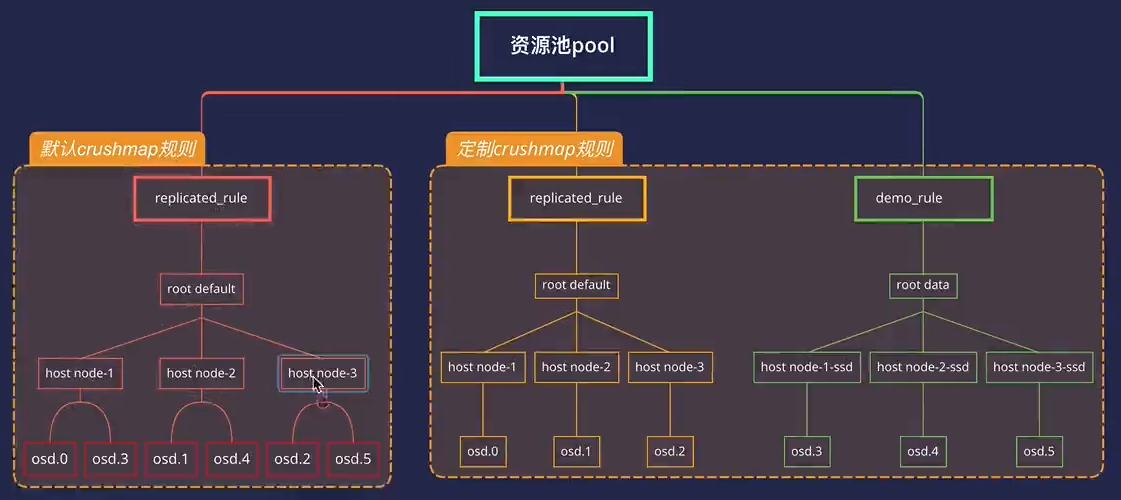 资源池pool
默认crushmap规则
replicated_rule
root default
host node-1
host node-2
host node-3
osd.0
osd.3
osd.1
osd.4
osd.2
osd.5
定制crushmap规则
replicated_rule
demo_rule
root default
root data
host node-1
host node-2
host node-3
host node-1-ssd
host node-2-ssd
host node-3-ssd
osd.0
osd.1
osd.2
osd.3
osd.4
osd.5